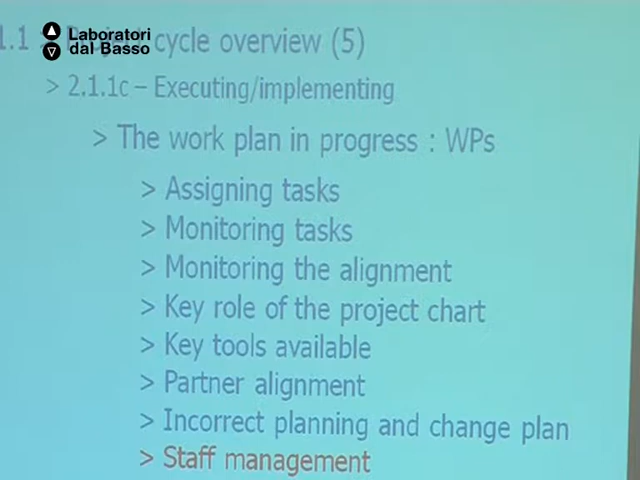 Laboratori
dal Basso
cycle overview (5)
> 2.1.1c – Executing/implementing
> The work plan in progress : WPs
> Assigning tasks
> Monitoring tasks
> Monitoring the alignment
> Key role of the project chart
> Key tools available
> Partner alignment
> Incorrect planning and change plan
> Staff management